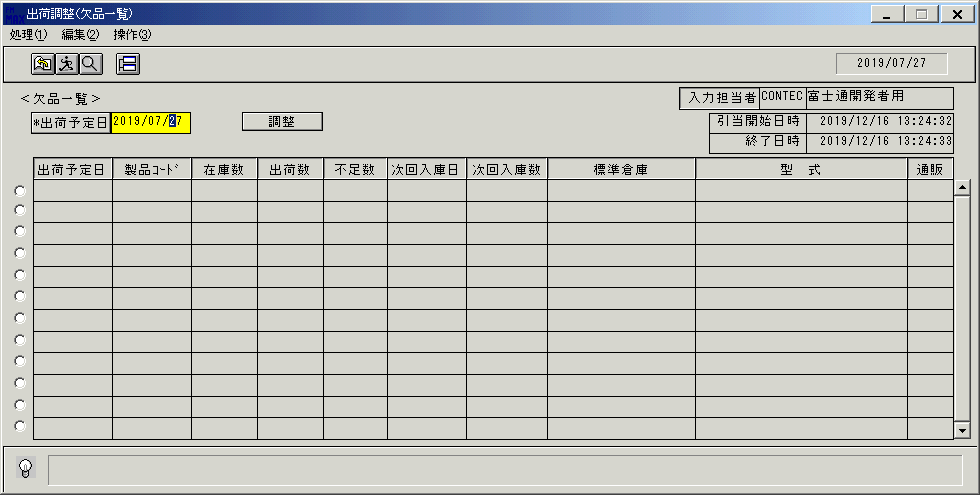 出荷調整(欠品一覧)
処理(1) 編集(2) 操作(3)
2019/07/27
＜欠品一覧＞
入力担当者 CONTEC 富士通開発者用
*出荷予定日 2019/07/27 調整
引当開始日時 2019/12/16 13:24:32
終了日時 2019/12/16 13:24:33
出荷予定日 製品ｺｰﾄﾞ 在庫数 出荷数 不足数 次回入庫日 次回入庫数 標準倉庫 型 式 通販